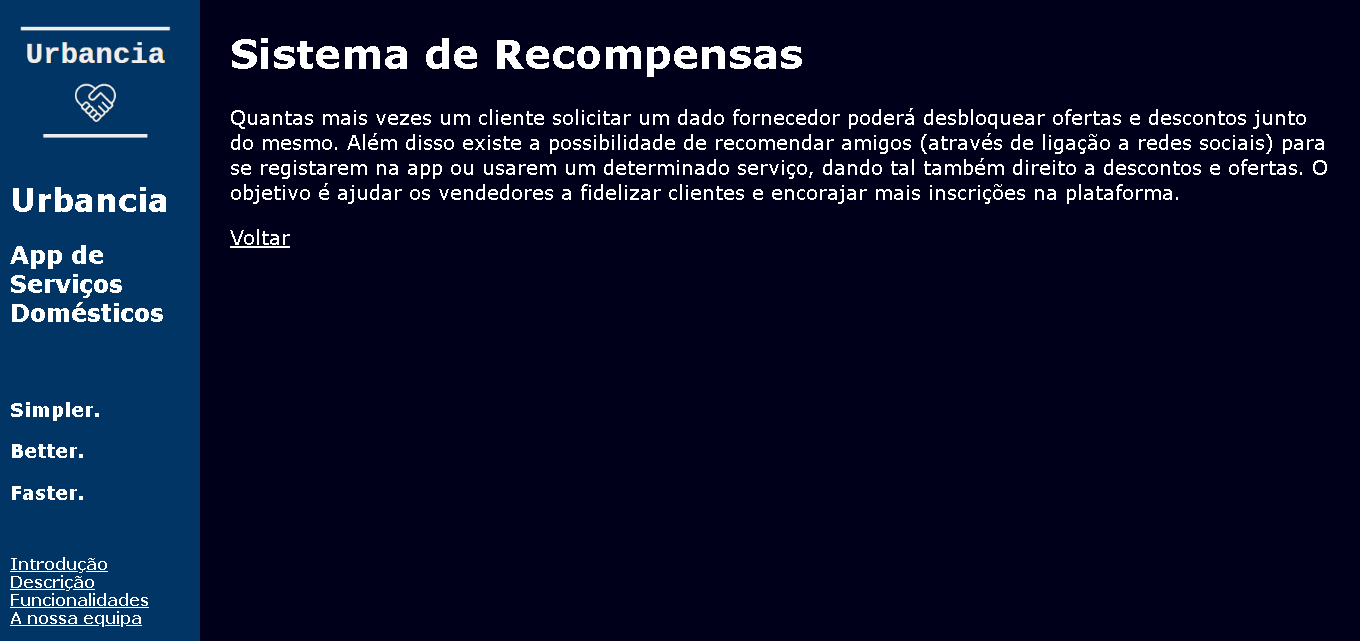 Urbancia
Urbancia
App de
Serviços
Domésticos
Simpler.
Better.
Faster.
Introdução
Descrição
Funcionalidades
A nossa equipa
Sistema de Recompensas
Quantas mais vezes um cliente solicitar um dado fornecedor poderá desbloquear ofertas e descontos junto
do mesmo. Além disso existe a possibilidade de recomendar amigos (através de ligação a redes sociais) para
se registarem na app ou usarem um determinado serviço, dando tal também direito a descontos e ofertas. O
objetivo é ajudar os vendedores a fidelizar clientes e encorajar mais inscrições na plataforma.
Voltar